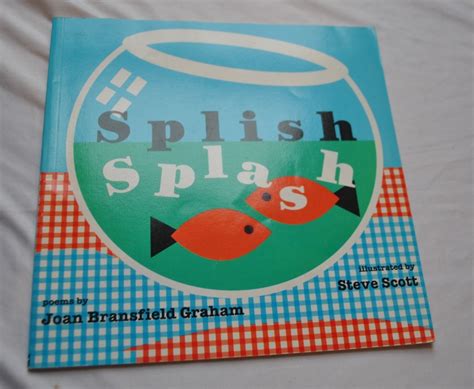 Splish
Splash
poems by
Joan Bransfield Graham
illustrated by
Steve Scott